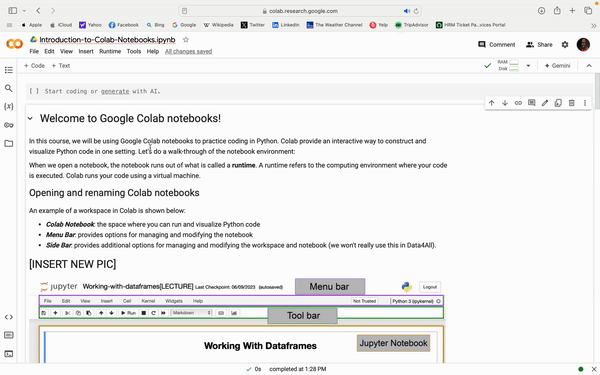 colab.research.google.com
Apple iCloud Yahoo Facebook Bing Google Wikipedia Twitter LinkedIn The Weather Channel Yelp TripAdvisor HRM Ticket Pa...vices Portal
Introduction-to-Colab-Notebooks.ipynb
File Edit View Insert Runtime Tools Help All changes saved
Comment Share
+ Code + Text
RAM
Disk
Gemini
[ ] Start coding or generate with AI.
Welcome to Google Colab notebooks!
In this course, we will be using Google Colab notebooks to practice coding in Python. Colab provide an interactive way to construct and
visualize Python code in one setting. Let's do a walk-through of the notebook environment:
When we open a notebook, the notebook runs out of what is called a runtime. A runtime refers to the computing environment where your code
is executed. Colab runs your code using a virtual machine.
Opening and renaming Colab notebooks
An example of a workspace in Colab is shown below:
• Colab Notebook: the space where you can run and visualize Python code
• Menu Bar: provides options for managing and modifying the notebook
• Side Bar: provides additional options for managing and modifying the workspace and notebook (we won't really use this in Data4All).
[INSERT NEW PIC]
jupyter Working-with-dataframes[LECTURE] Last Checkpoint: 06/09/2023 (autosaved)
Menu bar
Logout
File Edit View Insert Cell Kernel Widgets Help
Not Trusted
Python 3 (ipykernel)
Run
Markdown
Tool bar
Working With Dataframes
Jupyter Notebook
0s completed at 1:28 PM